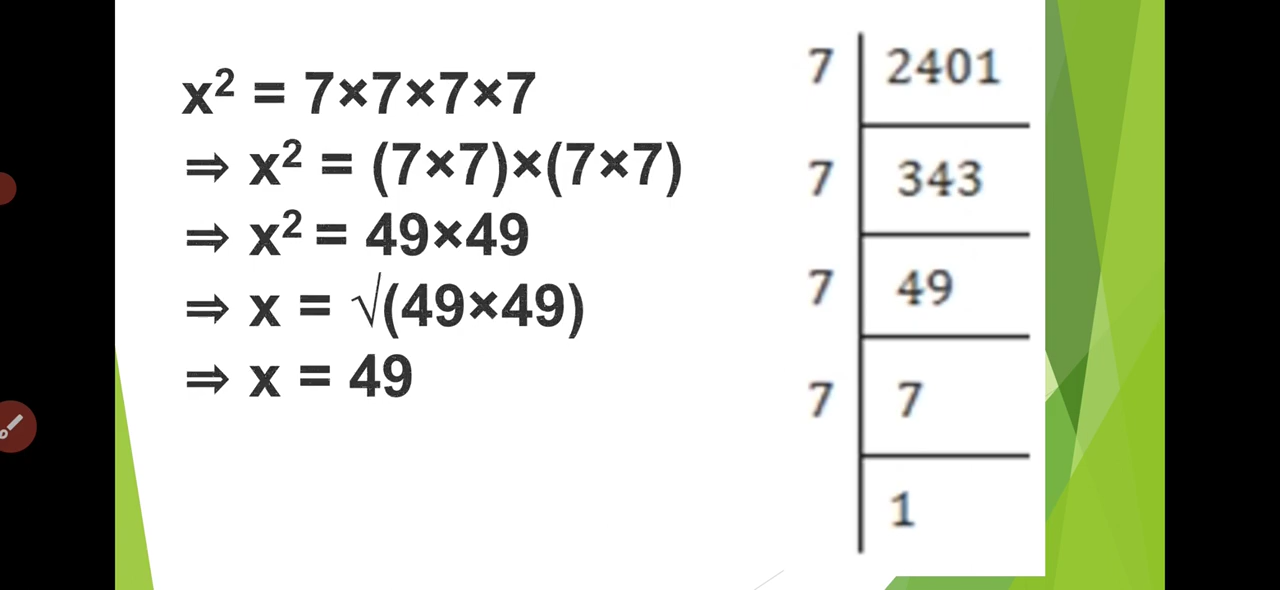 x² = 7×7×7×7
⇒ x² = (7×7)×(7×7)
⇒ x² = 49×49
⇒ x = √(49×49)
⇒ x = 49
7 2401
7 343
7 49
7 7
1